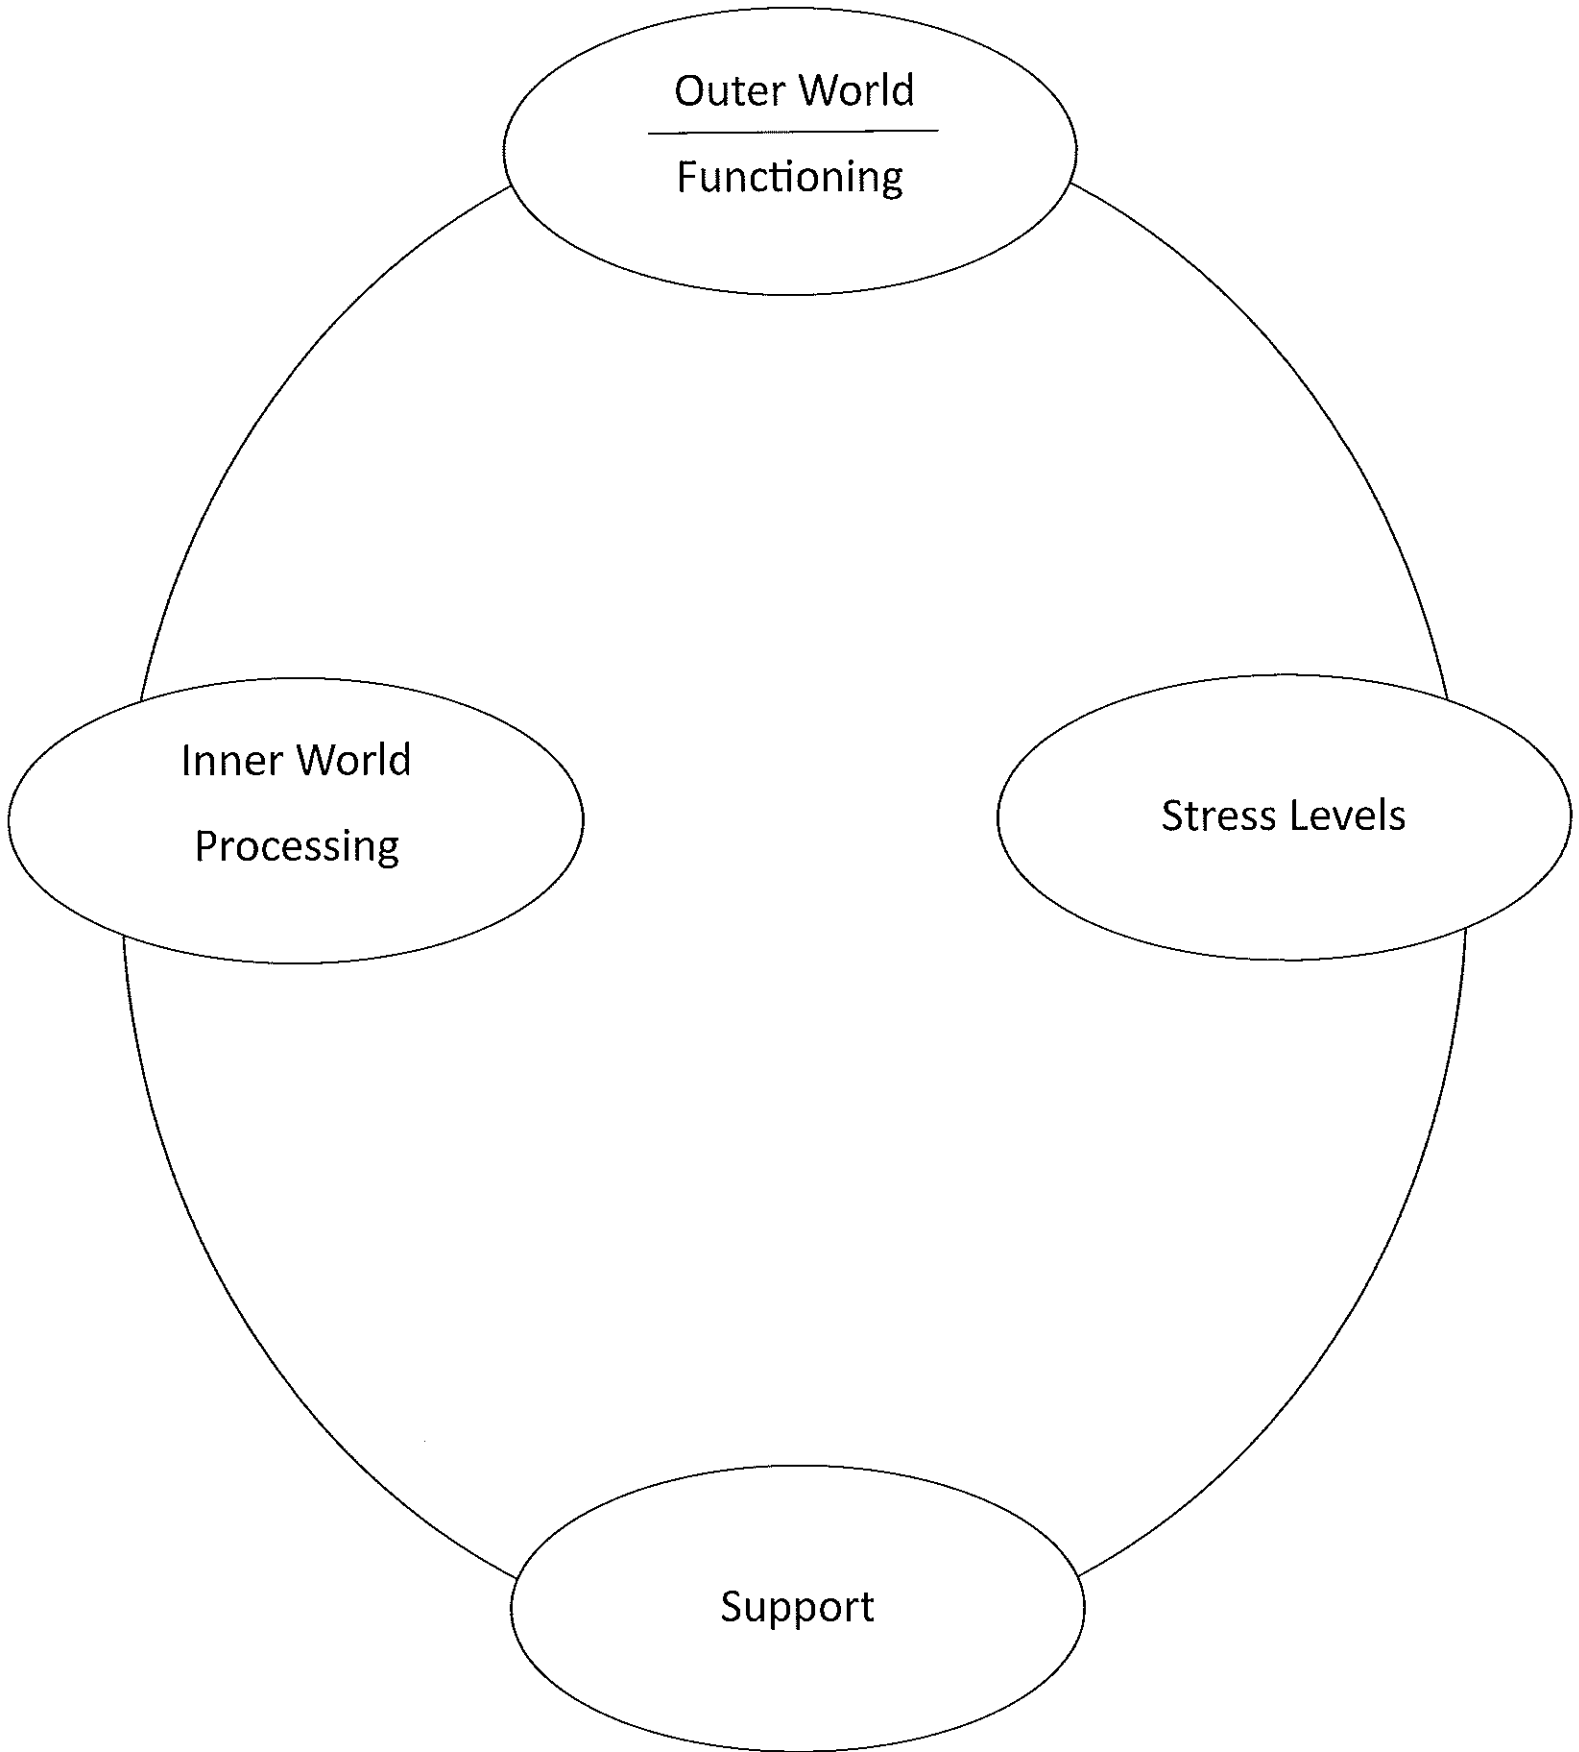 Outer World
Functioning
Inner World
Processing
Stress Levels
Support